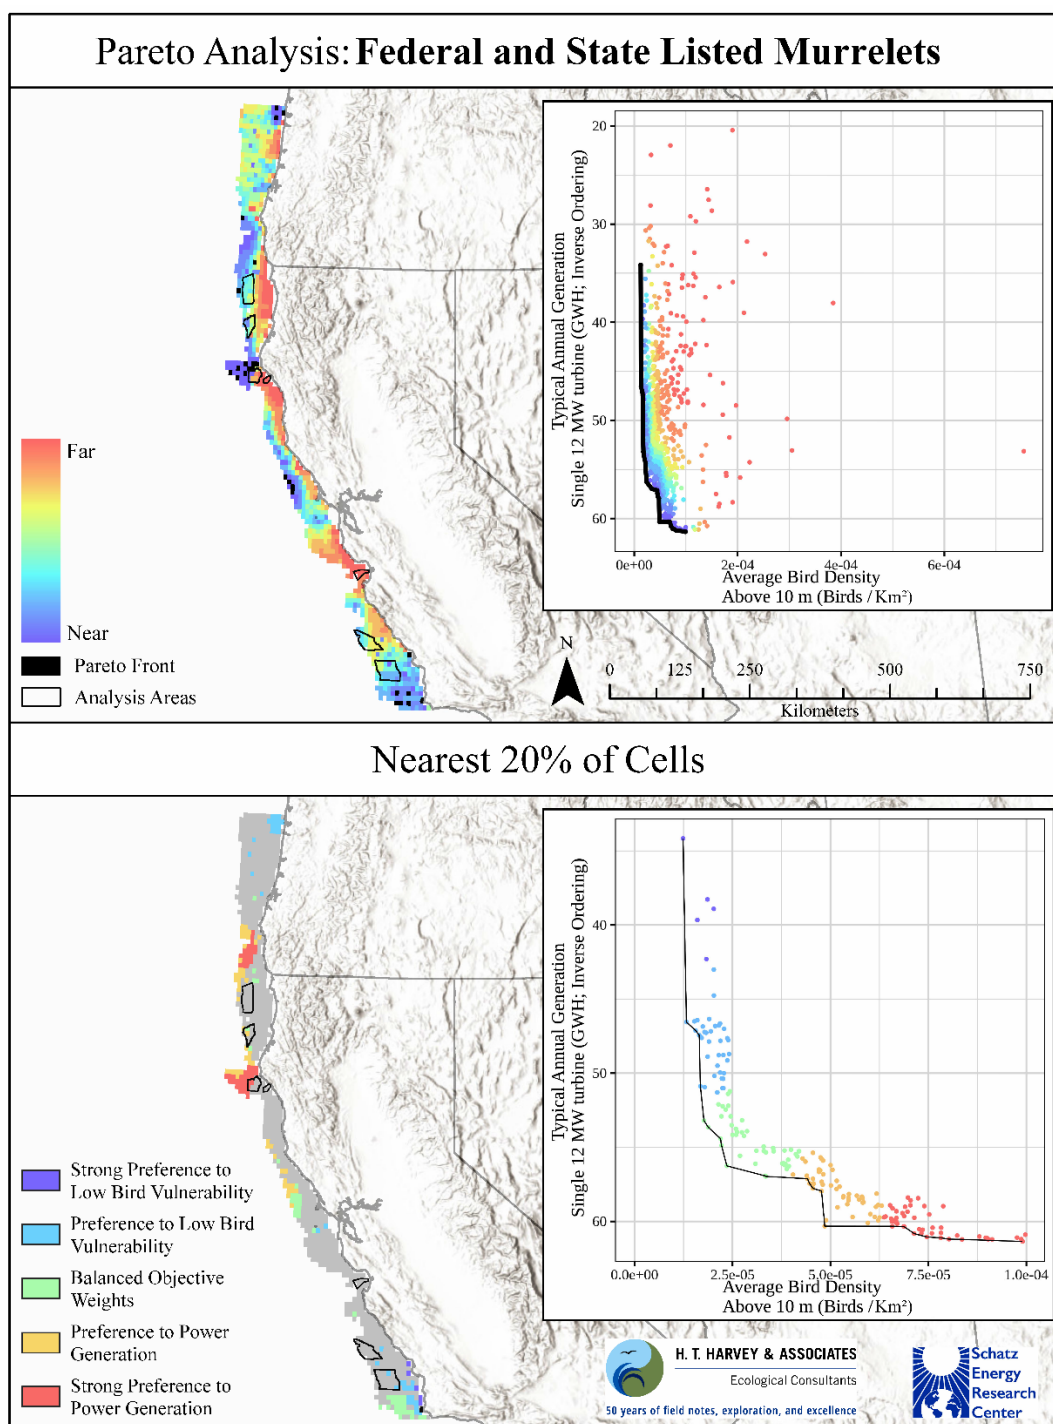 Pareto Analysis: Federal and State Listed Murrelets
20
30
40
50
60
Typical Annual Generation
Single 12 MW turbine (GWH; Inverse Ordering)
0e+00
2e-04
4e-04
6e-04
Average Bird Density
Above 10 m (Birds / Km²)
Far
Near
Pareto Front
Analysis Areas
N
0
125
250
500
750
Kilometers
Nearest 20% of Cells
40
50
60
Typical Annual Generation
Single 12 MW turbine (GWH; Inverse Ordering)
0.0e+00
2.5e-05
5.0e-05
7.5e-05
1.0e-04
Average Bird Density
Above 10 m (Birds / Km²)
Strong Preference to
Low Bird Vulnerability
Preference to Low Bird
Vulnerability
Balanced Objective
Weights
Preference to Power
Generation
Strong Preference to
Power Generation
H. T. HARVEY & ASSOCIATES
Ecological Consultants
50 years of field notes, exploration, and excellence
Schatz
Energy
Research
Center